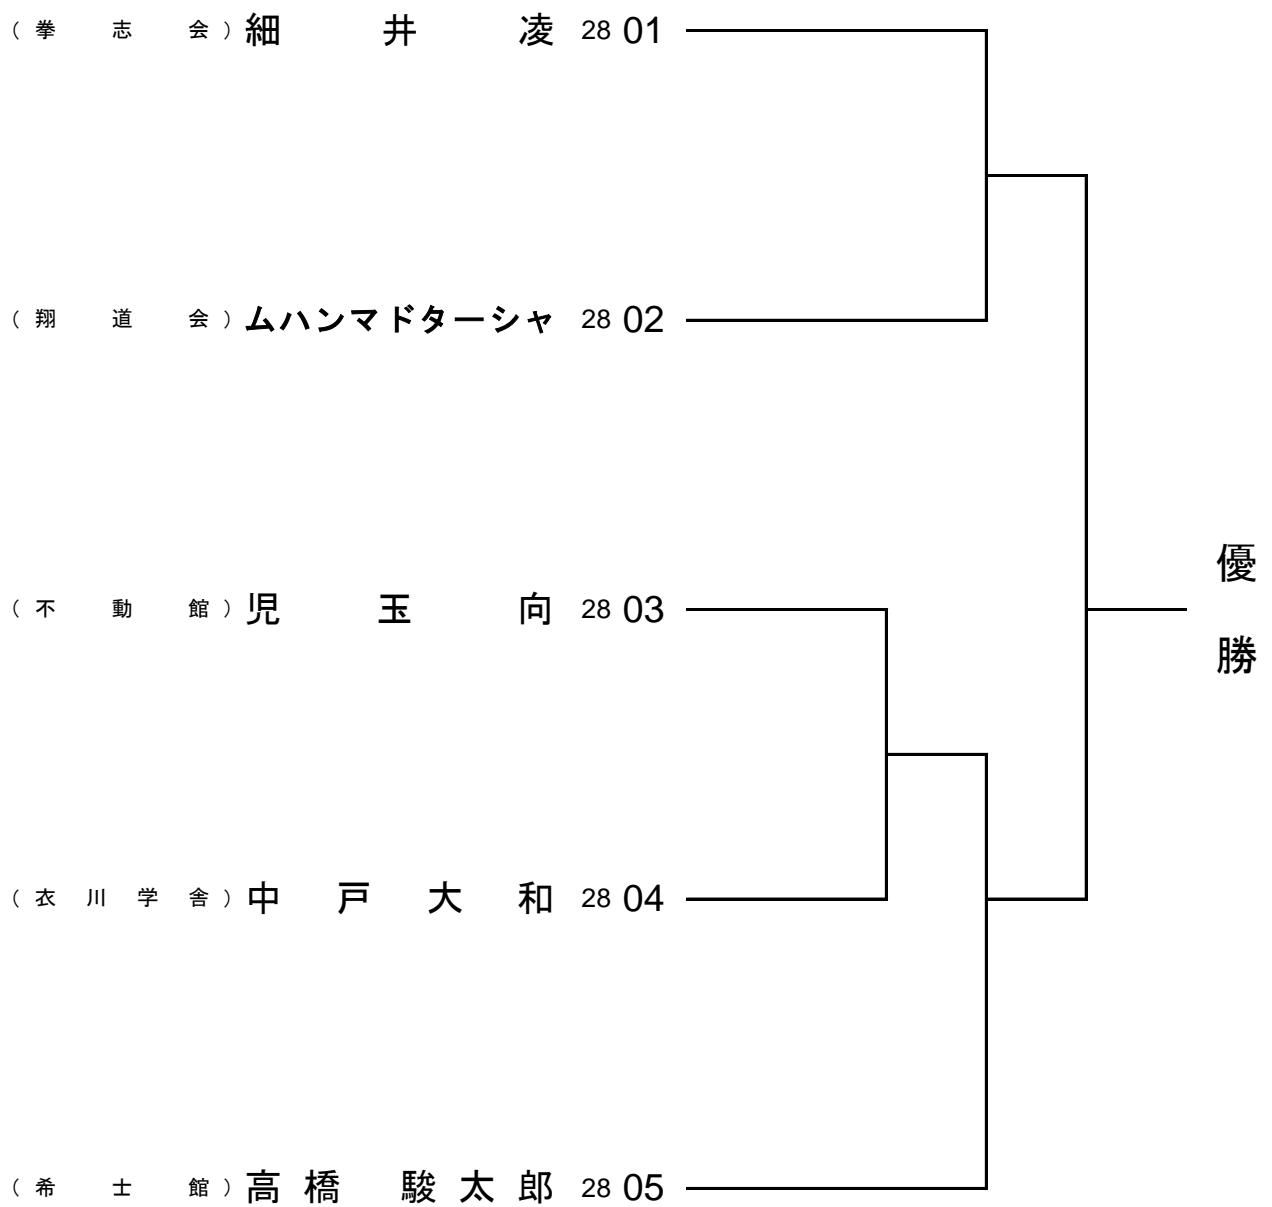 (拳志会) 細井凌 28 01
(翔道会) ムハンマドターシャ 28 02
(不動館) 児玉向 28 03
(衣川学舎) 中戸大和 28 04
(希士館) 高橋 駿太郎 28 05
優勝